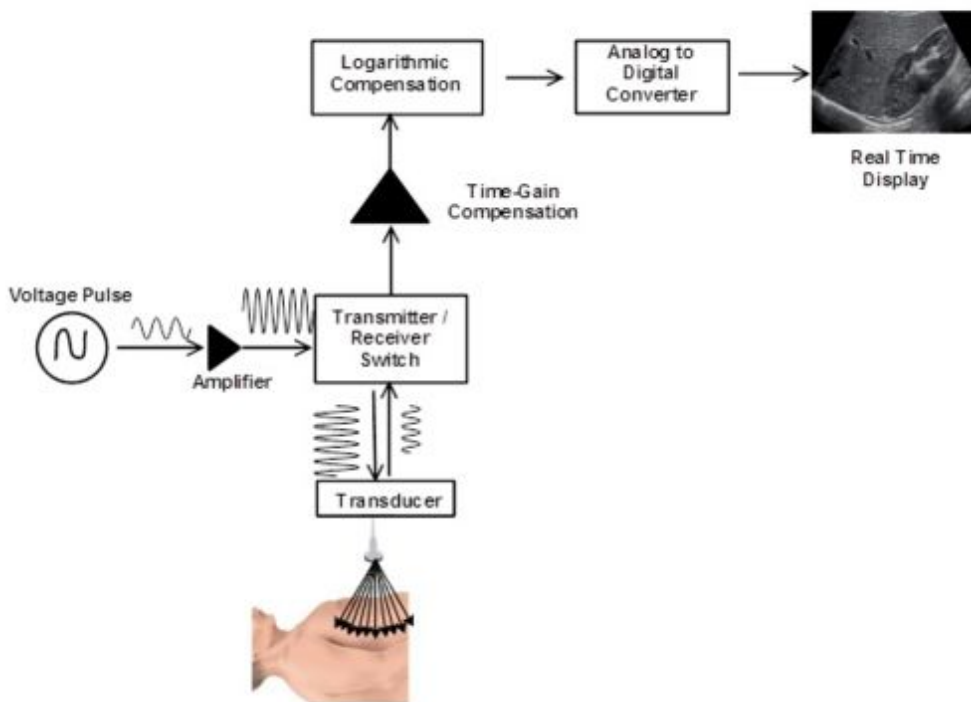 Logarithmic
Compensation
Analog to
Digital
Converter
Real Time
Display
Time-Gain
Compensation
Voltage Pulse
Amplifier
Transmitter /
Receiver
Switch
Transducer